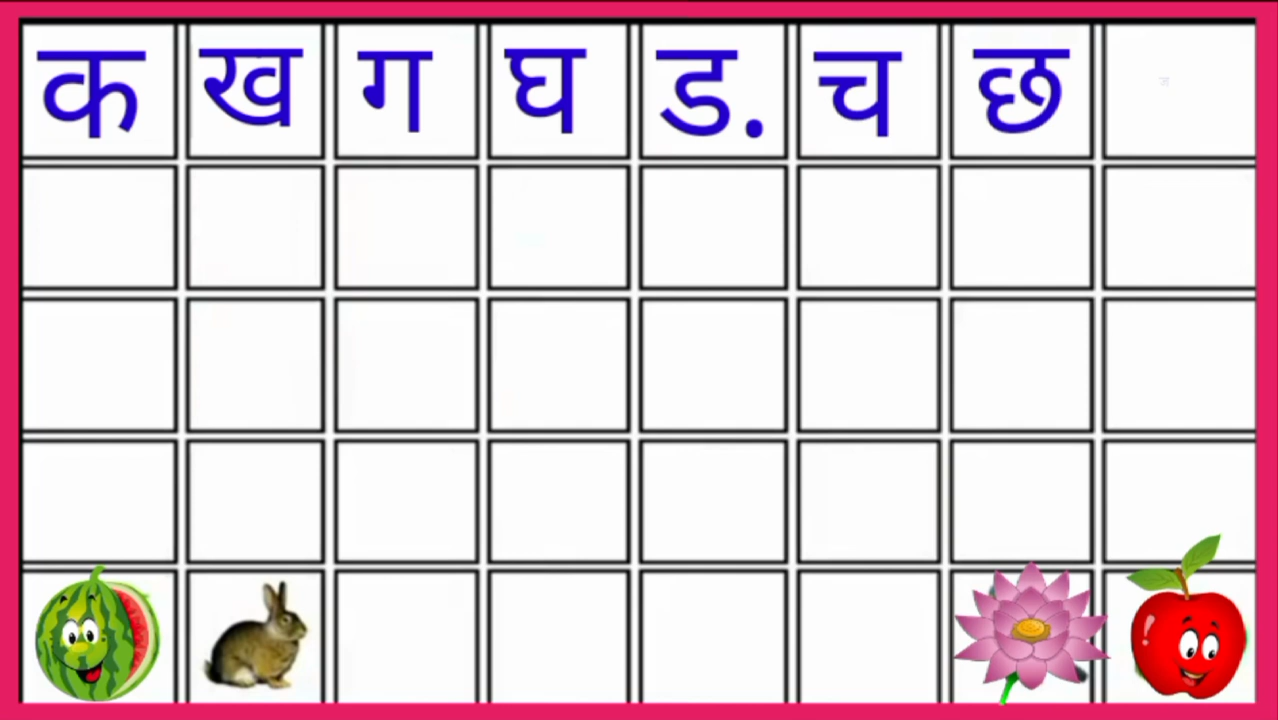 क ख ग घ ड. च छ